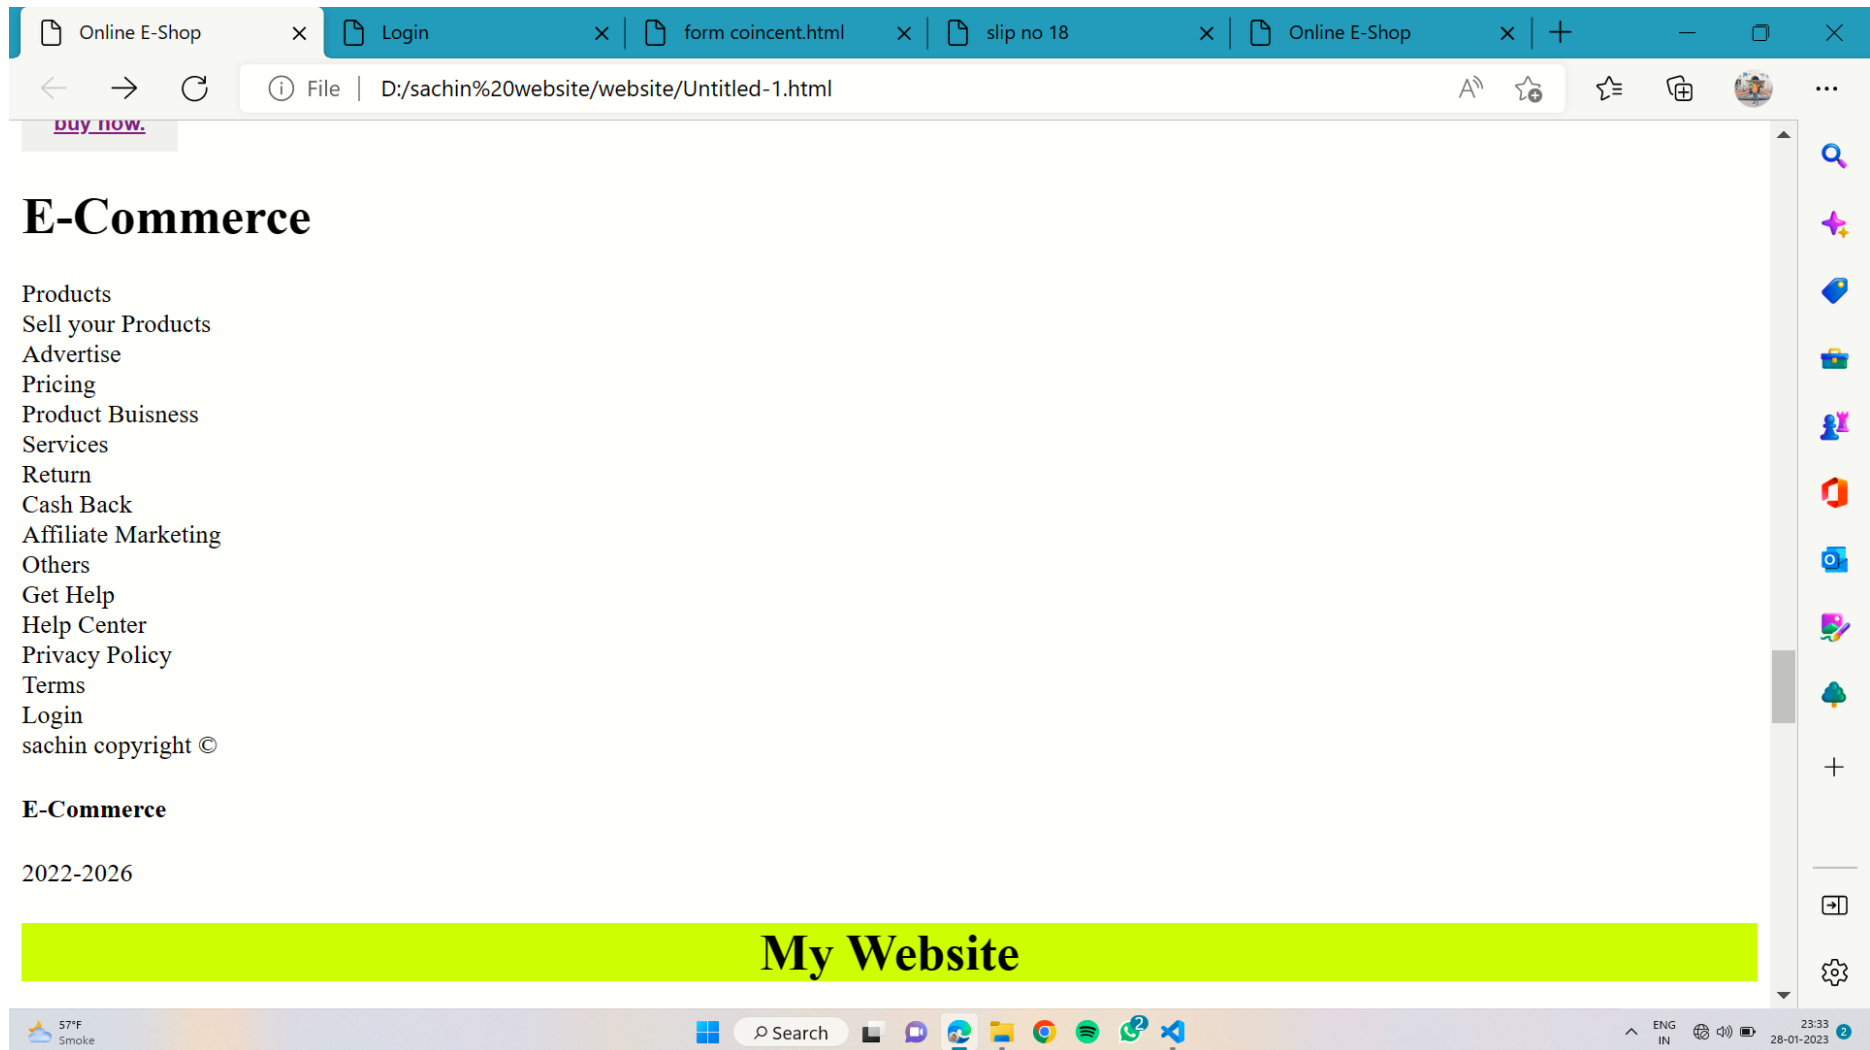 Online E-Shop
Login
form coincent.html
slip no 18
Online E-Shop
File
D:/sachin%20website/website/Untitled-1.html
buy now.
E-Commerce
Products
Sell your Products
Advertise
Pricing
Product Buisness
Services
Return
Cash Back
Affiliate Marketing
Others
Get Help
Help Center
Privacy Policy
Terms
Login
sachin copyright ©
E-Commerce
2022-2026
My Website
57°F
Smoke
Search
2
ENG
IN
23:33
28-01-2023
2